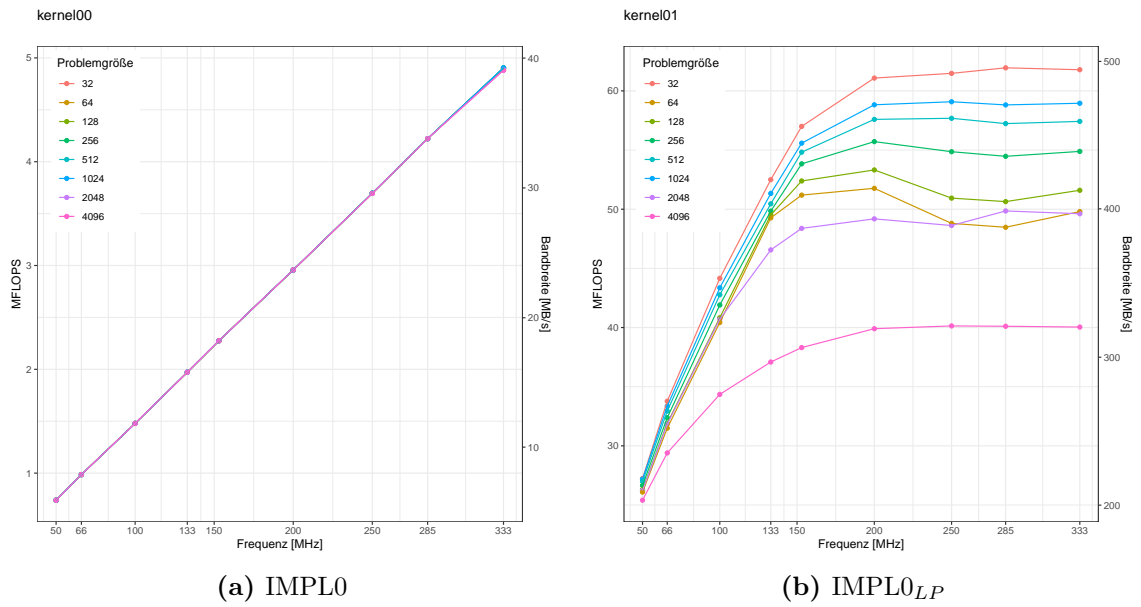 kernel00
5
4
3
2
1
MFLOPS
Problemgröße
32
64
128
256
512
1024
2048
4096
40
30
20
10
Bandbreite [MB/s]
50 66 100 133 150 200 250 285 333
Frequenz [MHz]
(a) IMPL0
kernel01
60
50
40
30
MFLOPS
Problemgröße
32
64
128
256
512
1024
2048
4096
500
400
300
200
Bandbreite [MB/s]
50 66 100 133 150 200 250 285 333
Frequenz [MHz]
(b) IMPL0LP